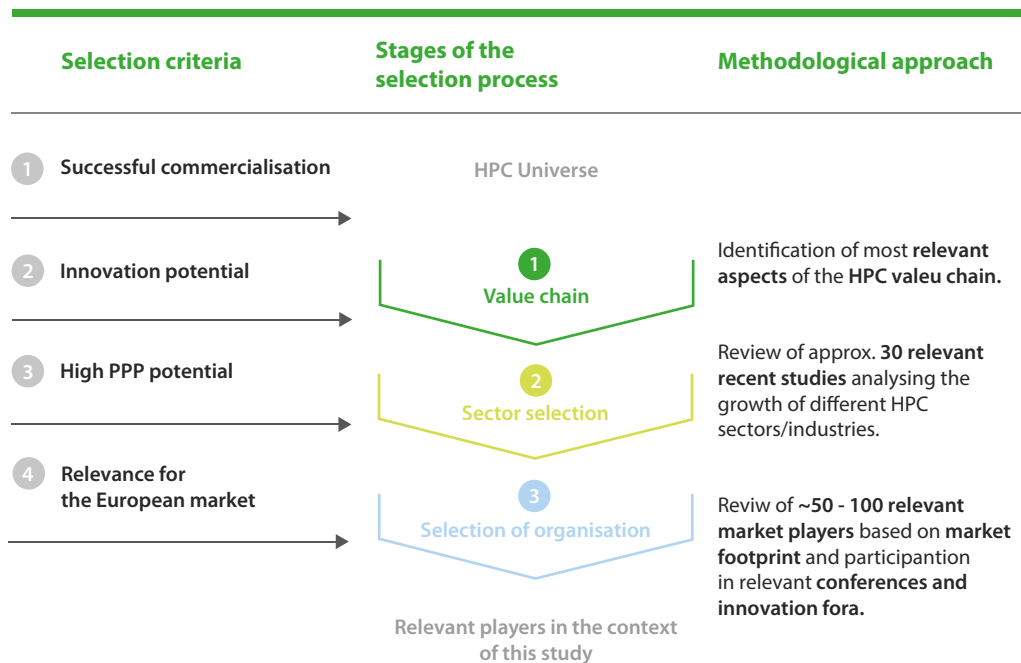 Selection criteria
Stages of the
selection process
Methodological approach
1 Successful commercialisation
2 Innovation potential
3 High PPP potential
4 Relevance for
the European market
HPC Universe
1
Value chain
2
Sector selection
3
Selection of organisation
Relevant players in the context
of this study
Identification of most relevant
aspects of the HPC valeu chain.
Review of approx. 30 relevant
recent studies analysing the
growth of different HPC
sectors/industries.
Reviw of ~50 - 100 relevant
market players based on market
footprint and participantion
in relevant conferences and
innovation fora.